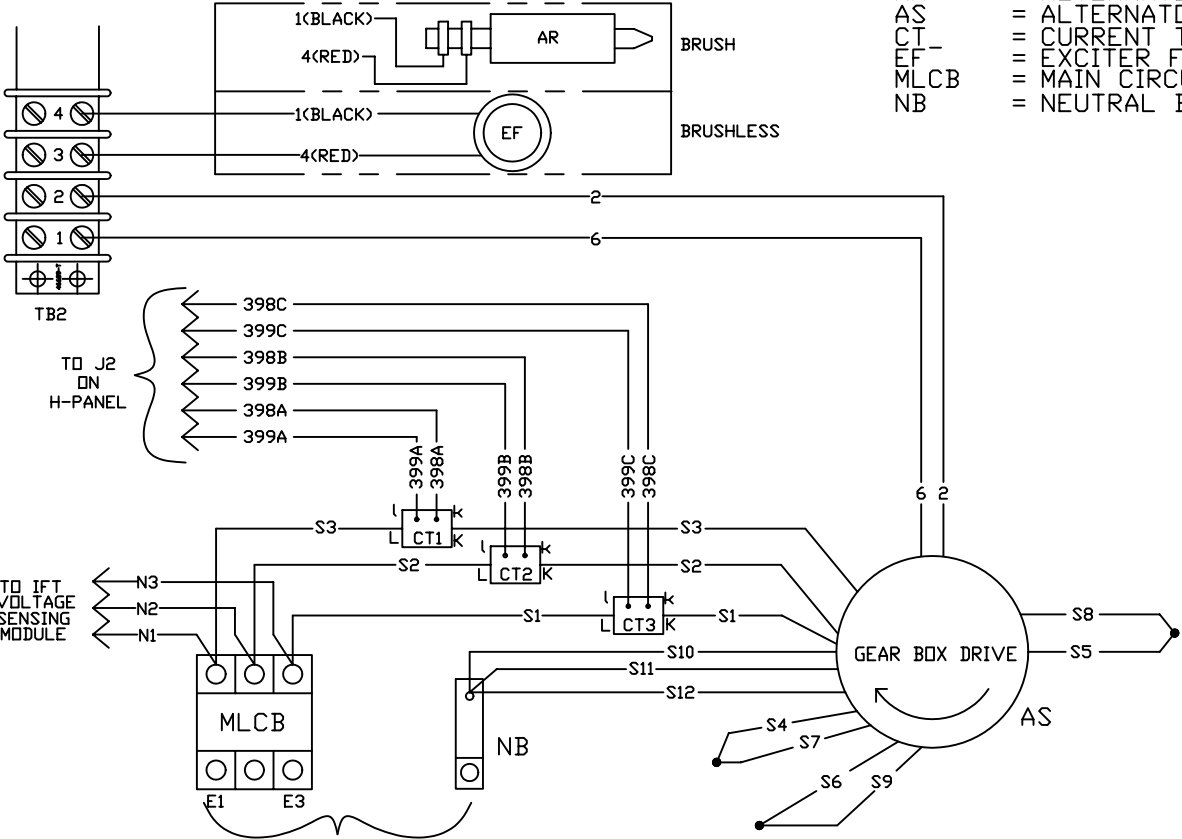 1(BLACK)
4(RED)
AR
BRUSH
1(BLACK)
4(RED)
EF
BRUSHLESS
AS = ALTERNATO
CT_ = CURRENT T
EF = EXCITER F
MLCB = MAIN CIRCU
NB = NEUTRAL B
4
3
2
1
TB2
2
6
TO J2
ON
H-PANEL
398C
399C
398B
399B
398A
399A
399A
398A
399B
398B
399C
398C
6 2
l k
L CT1 K
l k
L CT2 K
l k
L CT3 K
S3
S3
S2
S2
S1
S1
TO IFT
VOLTAGE
SENSING
MODULE
N3
N2
N1
S10
S11
S12
GEAR BOX DRIVE
AS
S8
S5
S4
S7
S6
S9
MLCB
E1
E3
NB